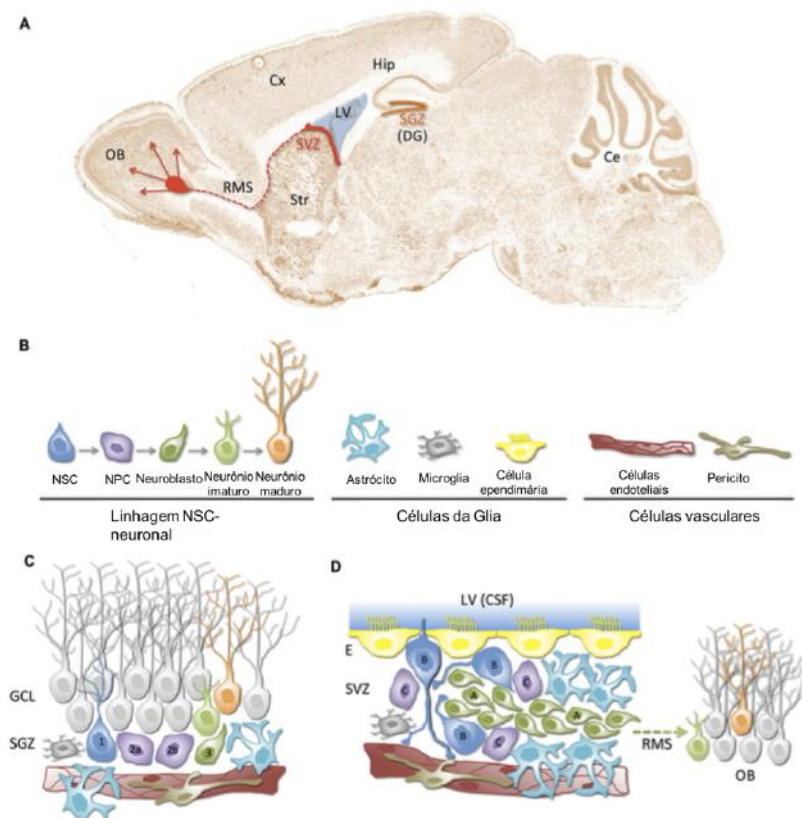 A
Hip
Cx
LV
SVZ
SGZ
(DG)
OB
RMS
Str
Ce
B
NSC
NPC
Neuroblasto
Neurônio
imaturo
Neurônio
maduro
Astrócito
Microglia
Célula
ependimária
Células
endoteliais
Pericito
Linhagem NSC-
neuronal
Células da Glia
Células vasculares
C
GCL
SGZ
1
2a
2b
3
D
LV (CSF)
E
B
B
SVZ
C
C
A
A
B
C
RMS
OB